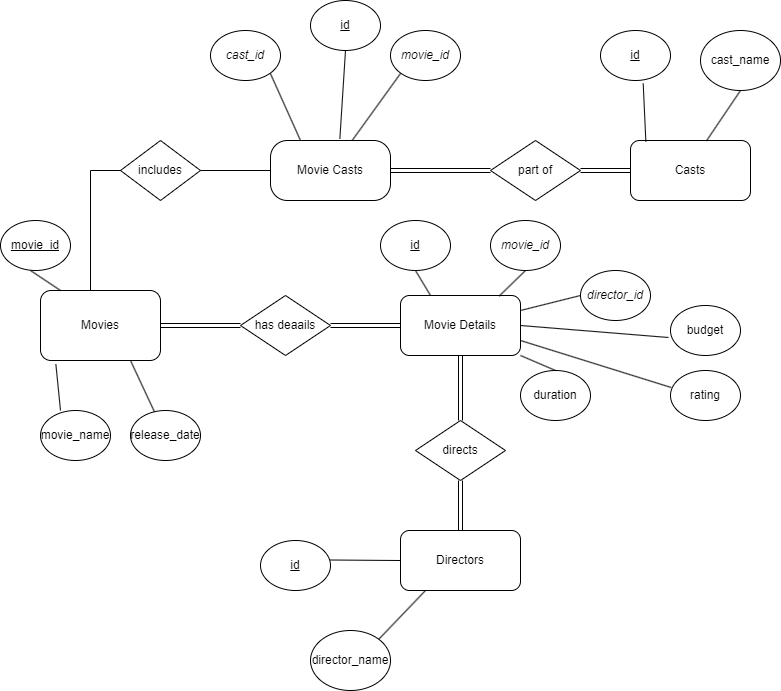 id
cast_id
movie_id
id
cast_name
includes
Movie Casts
part of
Casts
movie_id
id
movie_id
director_id
Movies
has deaails
Movie Details
budget
duration
rating
movie_name
release_date
directs
id
Directors
director_name